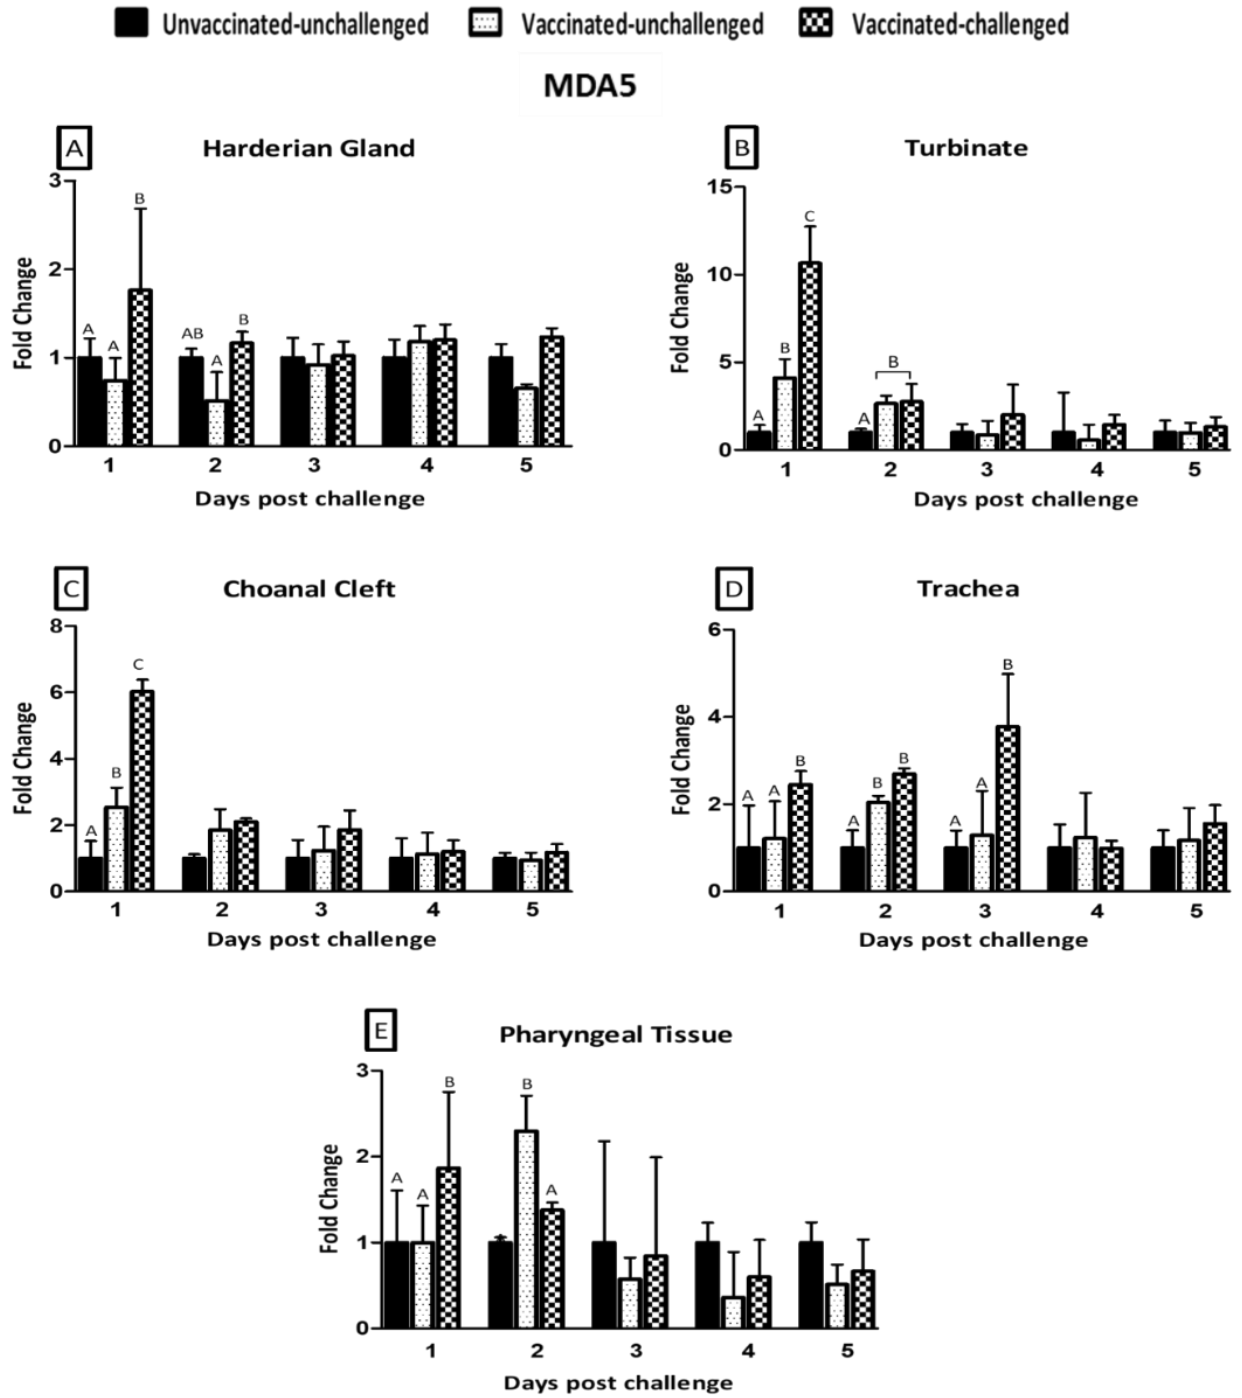 Unvaccinated-unchallenged Vaccinated-unchallenged Vaccinated-challenged
MDA5
A Harderian Gland
3
2
1
0
Fold Change
A A B
AB A B
1 2 3 4 5
Days post challenge
B Turbinate
15
10
5
0
Fold Change
A B C
A B
1 2 3 4 5
Days post challenge
C Choanal Cleft
8
6
4
2
0
Fold Change
A B C
1 2 3 4 5
Days post challenge
D Trachea
6
4
2
0
Fold Change
A A B
A B B
A A B
1 2 3 4 5
Days post challenge
E Pharyngeal Tissue
3
2
1
0
Fold Change
A A B
B A
1 2 3 4 5
Days post challenge